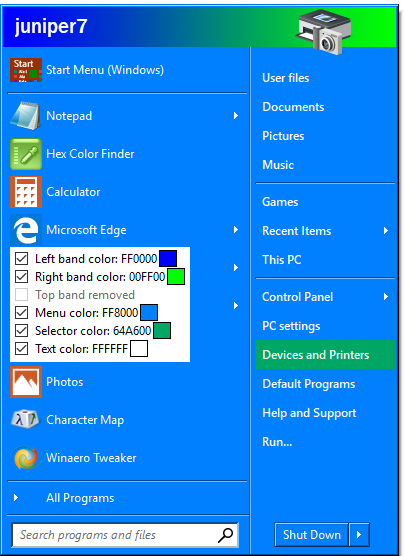 juniper7
Start
Start Menu (Windows)
Notepad
Hex Color Finder
Calculator
Microsoft Edge
Left band color: FF0000
Right band color: 00FF00
Top band removed
Menu color: FF8000
Selector color: 64A600
Text color: FFFFFF
Photos
Character Map
Winaero Tweaker
All Programs
Search programs and files
User files
Documents
Pictures
Music
Games
Recent Items
This PC
Control Panel
PC settings
Devices and Printers
Default Programs
Help and Support
Run...
Shut Down